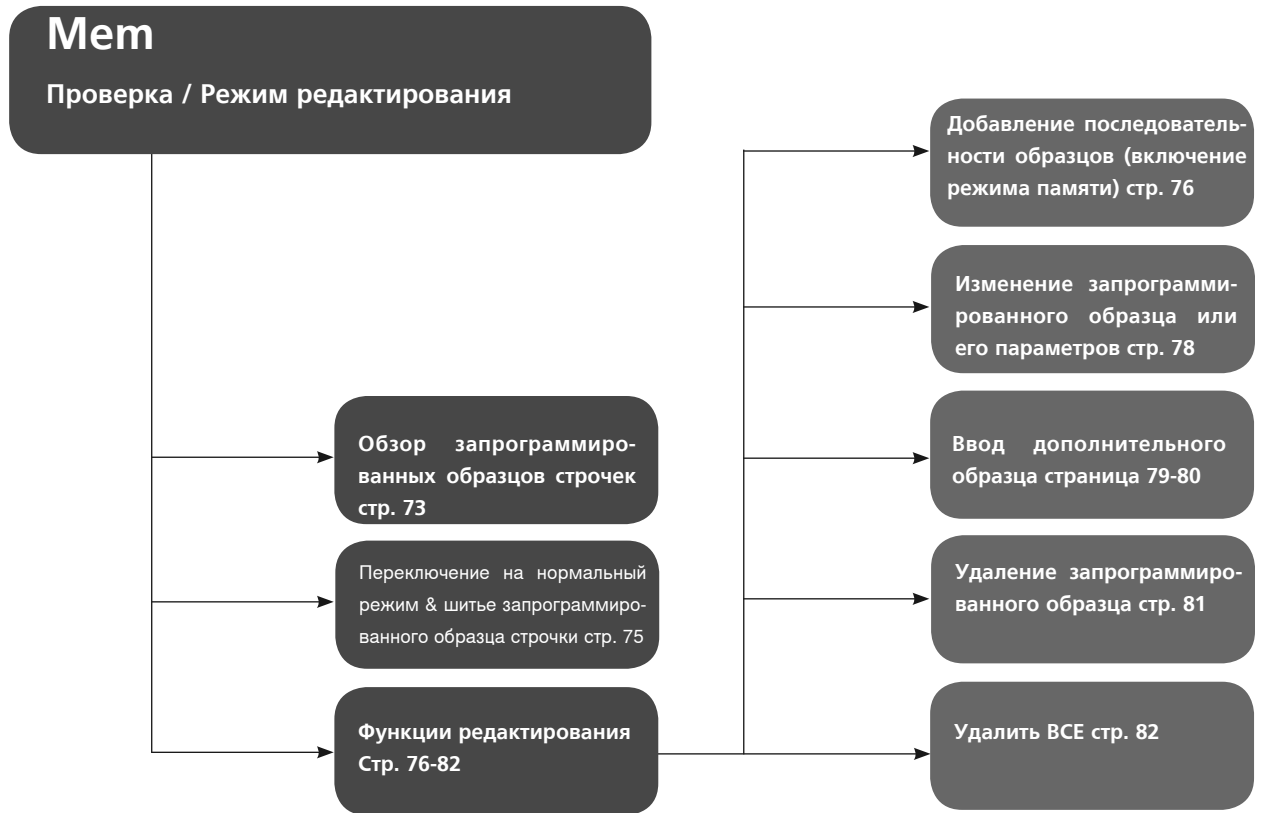 Mem
Проверка / Режим редактирования
Обзор запрограммиро-
ванных образцов строчек
стр. 73
Переключение на нормальный
режим & шитье запрограммиро-
ванного образца строчки стр. 75
Функции редактирования
Стр. 76-82
Добавление последователь-
ности образцов (включение
режима памяти) стр. 76
Изменение запрограмми-
рованного образца или
его параметров стр. 78
Ввод дополнительного
образца страница 79-80
Удаление запрограммиро-
ванного образца стр. 81
Удалить ВСЕ стр. 82